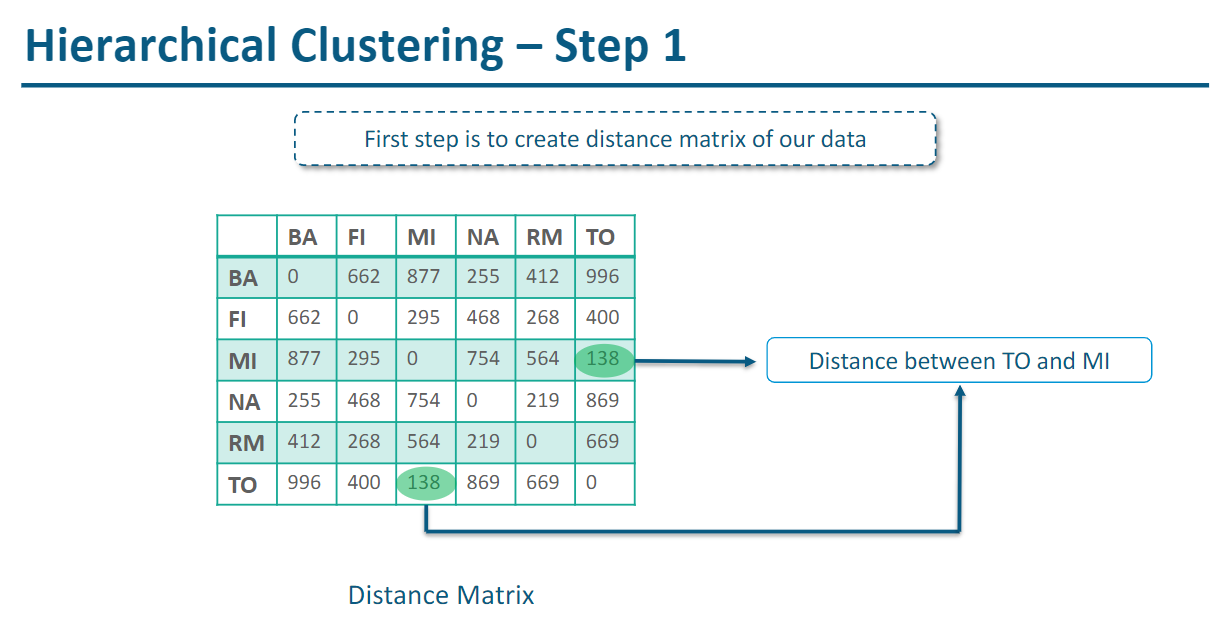 Hierarchical Clustering – Step 1
First step is to create distance matrix of our data
BA FI MI NA RM TO
BA 0 662 877 255 412 996
FI 662 0 295 468 268 400
MI 877 295 0 754 564 138
NA 255 468 754 0 219 869
RM 412 268 564 219 0 669
TO 996 400 138 869 669 0
Distance between TO and MI
Distance Matrix